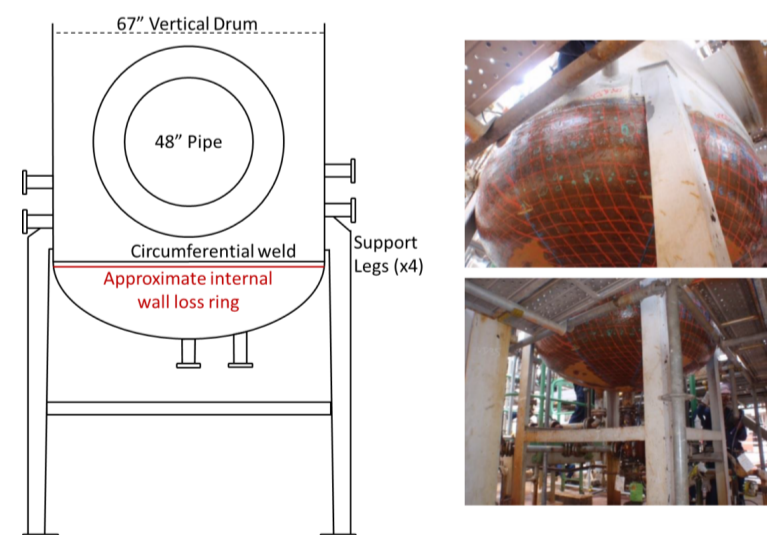 67” Vertical Drum
48” Pipe
Circumferential weld
Approximate internal
wall loss ring
Support
Legs (x4)